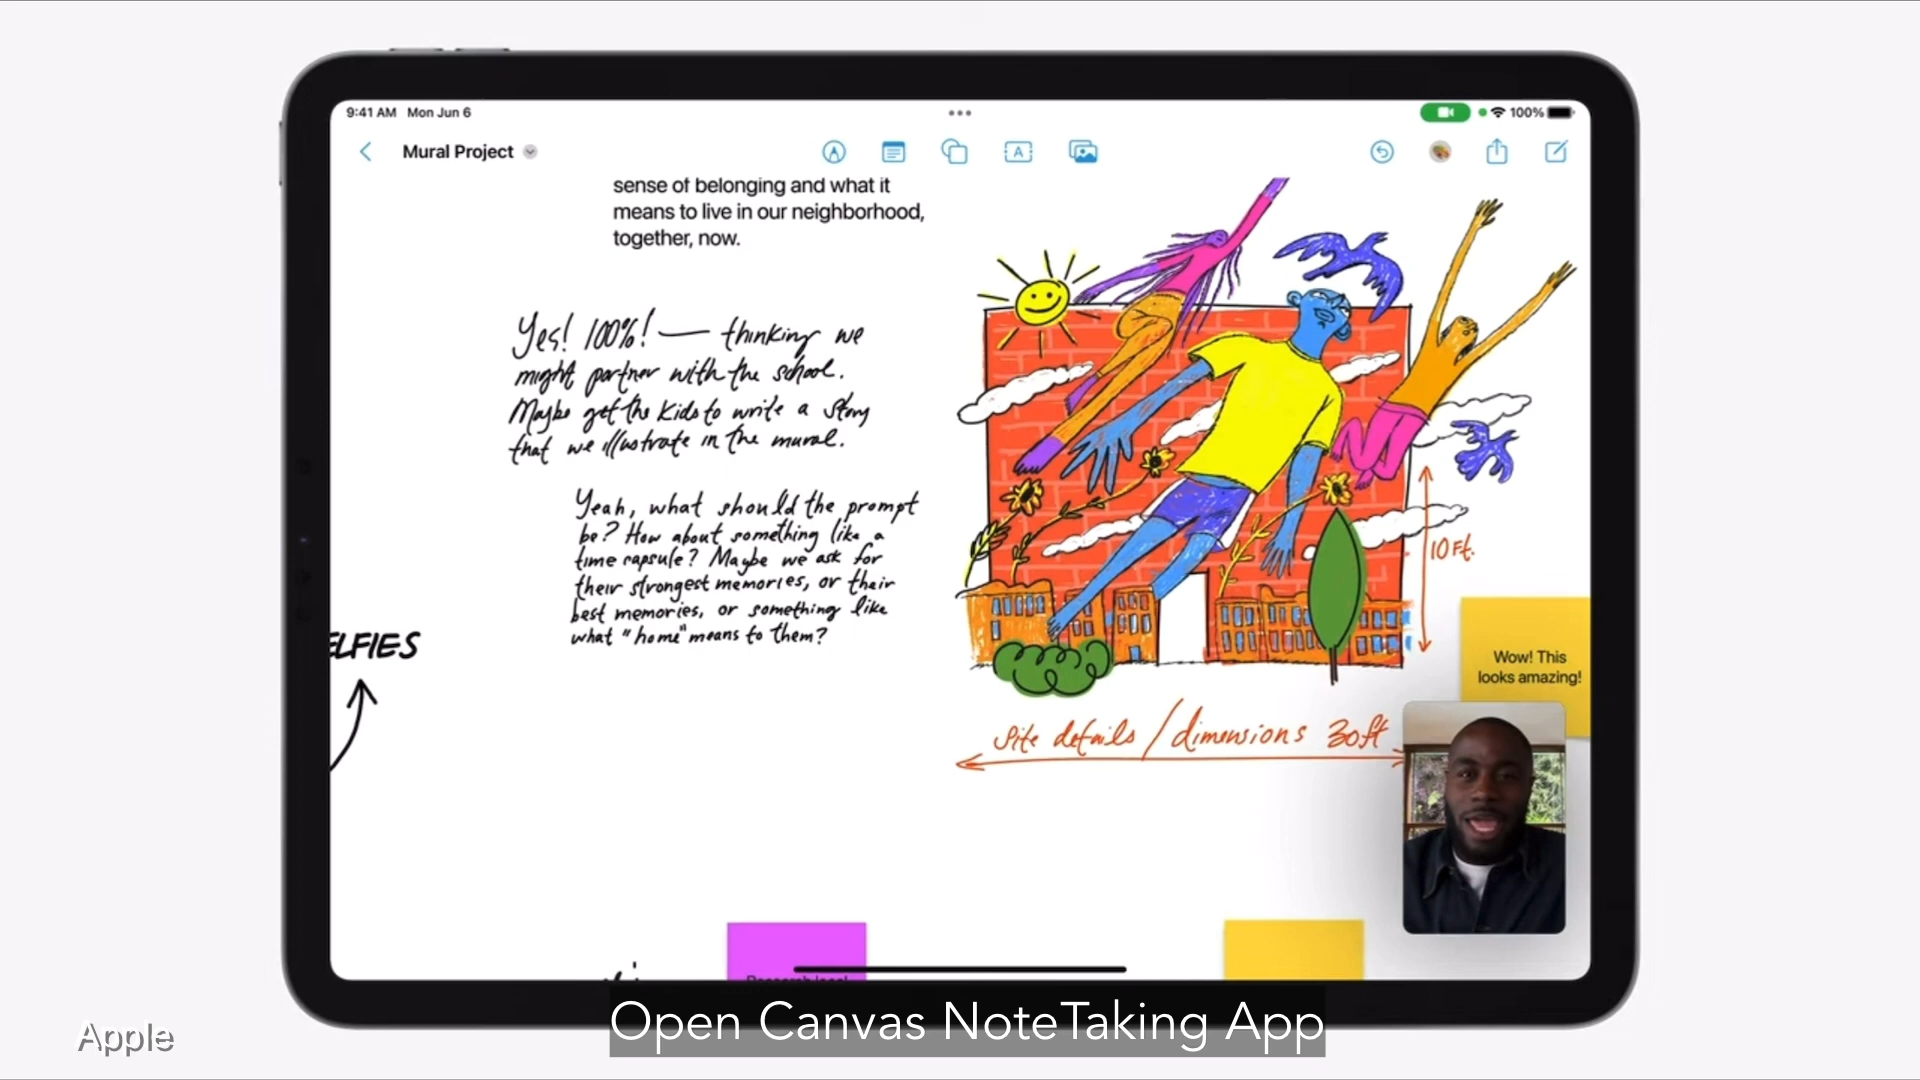 9:41 AM Mon Jun 6
100%
Mural Project
A
sense of belonging and what it
means to live in our neighborhood,
together, now.
Yes! 100%! — thinking we
might partner with the school.
Maybe get the kids to write a story
that we illustrate in the mural.
Yeah, what should the prompt
be? How about something like a
time capsule? Maybe we ask for
their strongest memories, or their
best memories, or something like
what "home" means to them?
ELFIES
10 Ft.
Wow! This
looks amazing!
Site details / dimensions 30ft
Research local
Open Canvas NoteTaking App
Apple